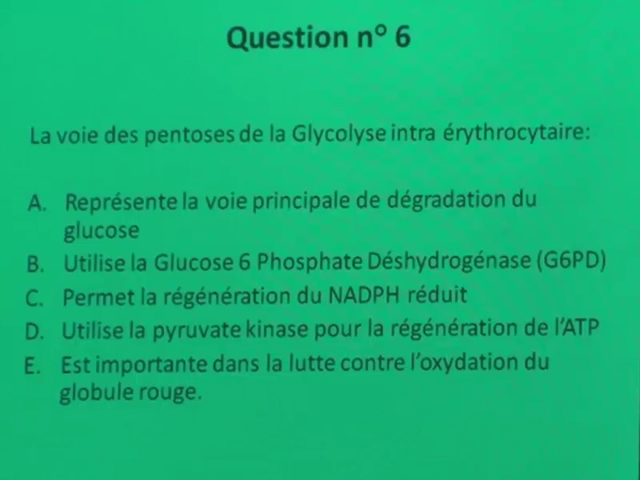 Question n° 6
La voie des pentoses de la Glycolyse intra érythrocytaire:
A. Représente la voie principale de dégradation du
glucose
B. Utilise la Glucose 6 Phosphate Déshydrogénase (G6PD)
C. Permet la régénération du NADPH réduit
D. Utilise la pyruvate kinase pour la régénération de l'ATP
E. Est importante dans la lutte contre l'oxydation du
globule rouge.